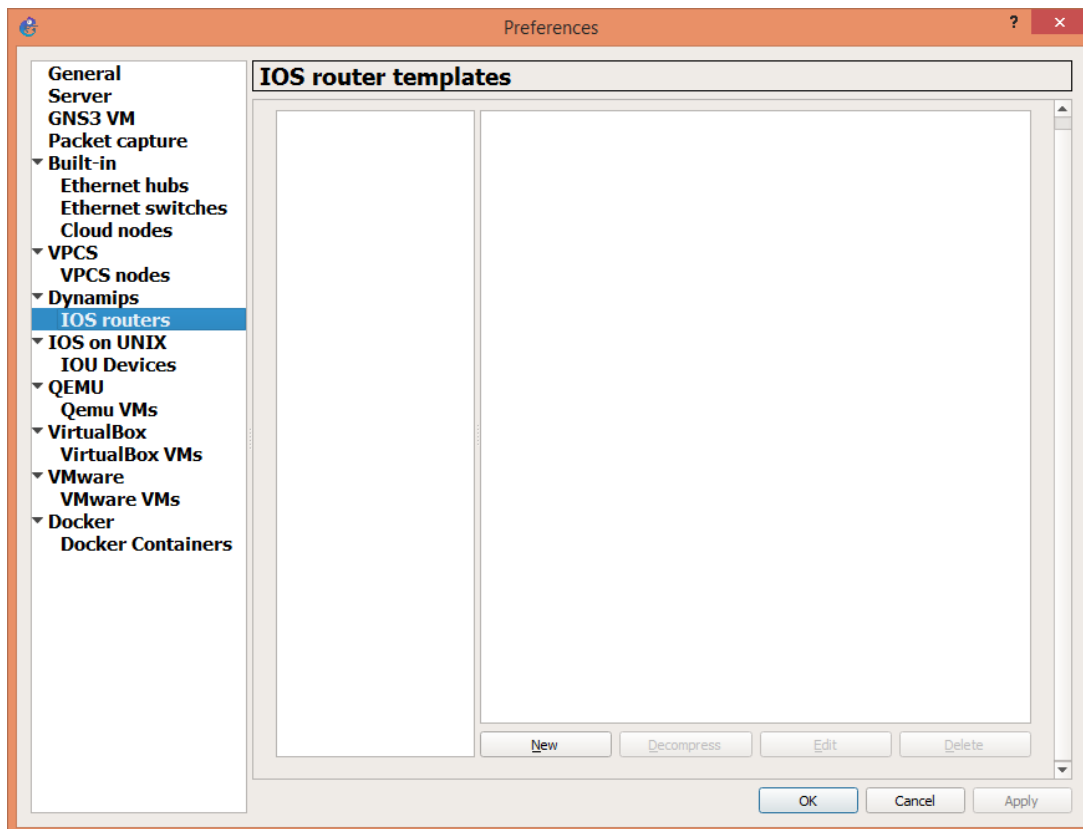 Preferences
?
×
General
Server
GNS3 VM
Packet capture
Built-in
Ethernet hubs
Ethernet switches
Cloud nodes
VPCS
VPCS nodes
Dynamips
IOS routers
IOS on UNIX
IOU Devices
QEMU
Qemu VMs
VirtualBox
VirtualBox VMs
VMware
VMware VMs
Docker
Docker Containers
IOS router templates
New
Decompress
Edit
Delete
OK
Cancel
Apply